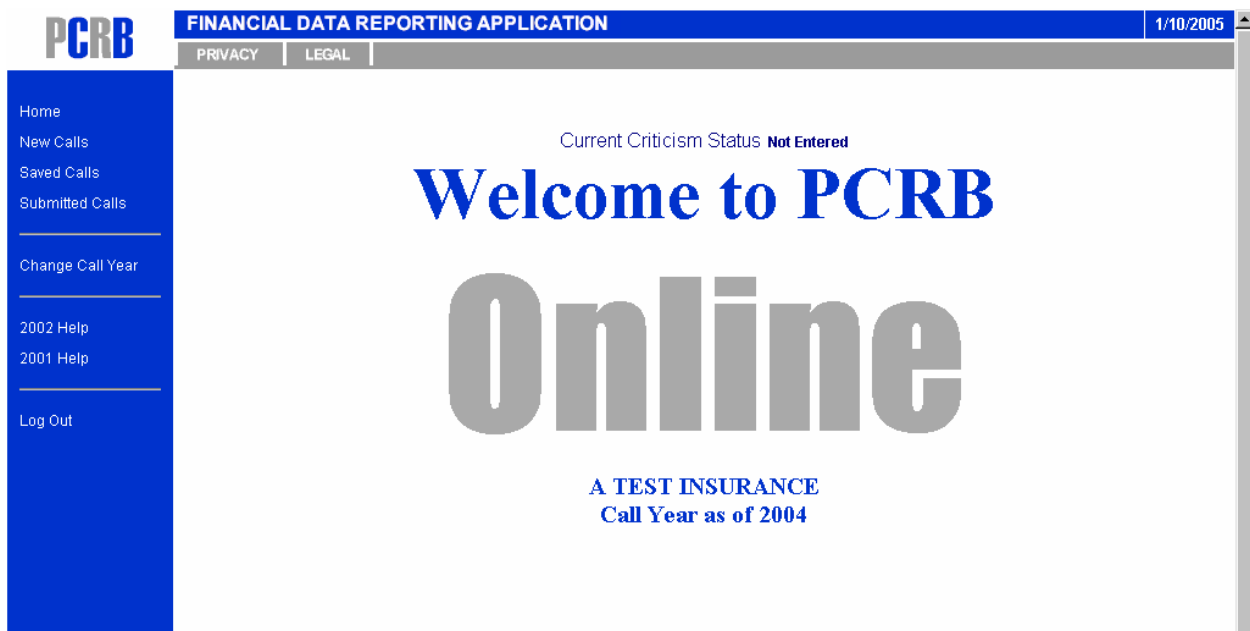 PCRB
FINANCIAL DATA REPORTING APPLICATION
1/10/2005
PRIVACY
LEGAL
Home
New Calls
Saved Calls
Submitted Calls
Change Call Year
2002 Help
2001 Help
Log Out
Current Criticism Status Not Entered
Welcome to PCRB
Online
A TEST INSURANCE
Call Year as of 2004